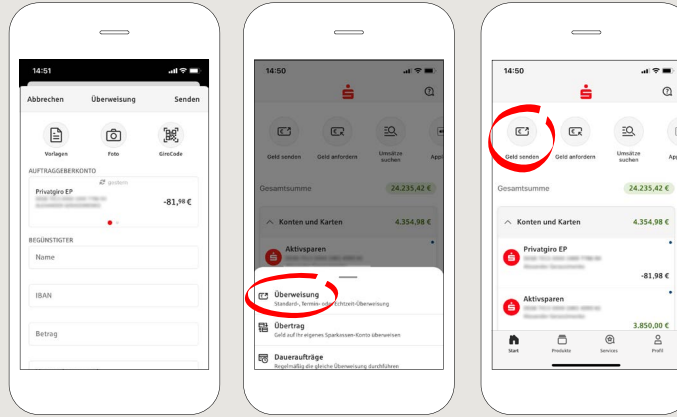 14:51
Abbrechen Überweisung Senden
Vorlagen Foto GiroCode
AUFTRAGGEBERKONTO
ändern
Privatgiro EP
-81,98 €
BEGÜNSTIGTER
Name
IBAN
Betrag
14:50
Geld senden Geld anfordern Umsätze suchen
Gesamtsumme 24.235,42 €
Konten und Karten 4.354,98 €
Aktivsparen
Überweisung
Standard-, Termin- oder Echtzeit-Überweisung
Übertrag
Geld auf Ihr eigenes Sparkassen-Konto überweisen
Daueraufträge
Regelmäßig die gleiche Überweisung durchführen
14:50
Geld senden Geld anfordern Umsätze suchen
Gesamtsumme 24.235,42 €
Konten und Karten 4.354,98 €
Privatgiro EP
-81,98 €
Aktivsparen
3.850,00 €
Start Produkte Services Profil